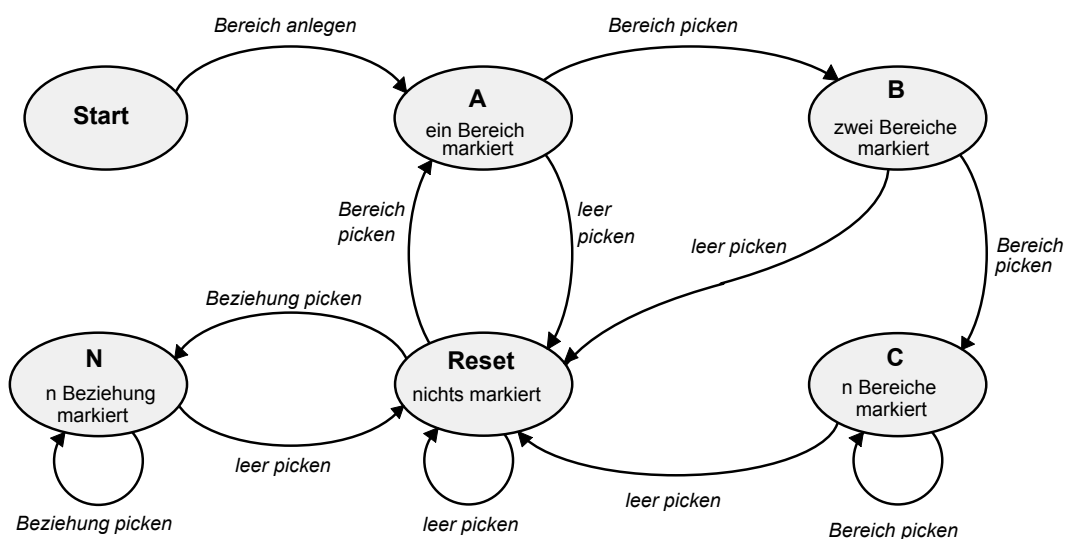 Bereich anlegen
Bereich picken
Start
A
ein Bereich
markiert
B
zwei Bereiche
markiert
Bereich
picken
leer
picken
leer picken
Bereich
picken
Beziehung picken
N
n Beziehung
markiert
Reset
nichts markiert
C
n Bereiche
markiert
leer picken
Beziehung picken
leer picken
leer picken
Bereich picken